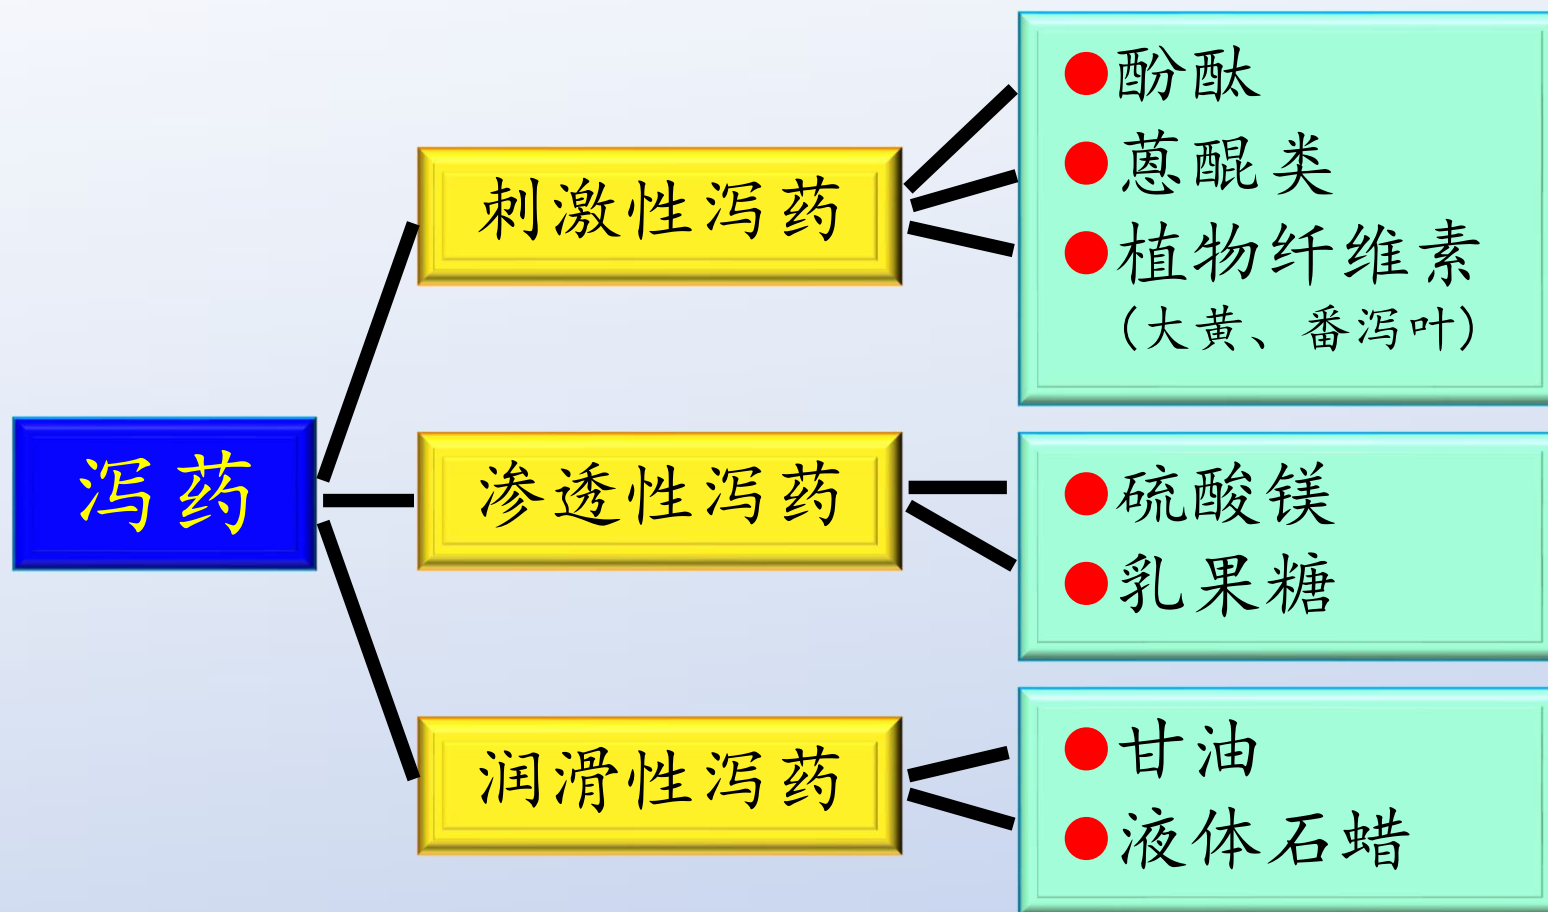 泻药
刺激性泻药
●酚酞
●蒽醌类
●植物纤维素
（大黄、番泻叶）
渗透性泻药
●硫酸镁
●乳果糖
润滑性泻药
●甘油
●液体石蜡